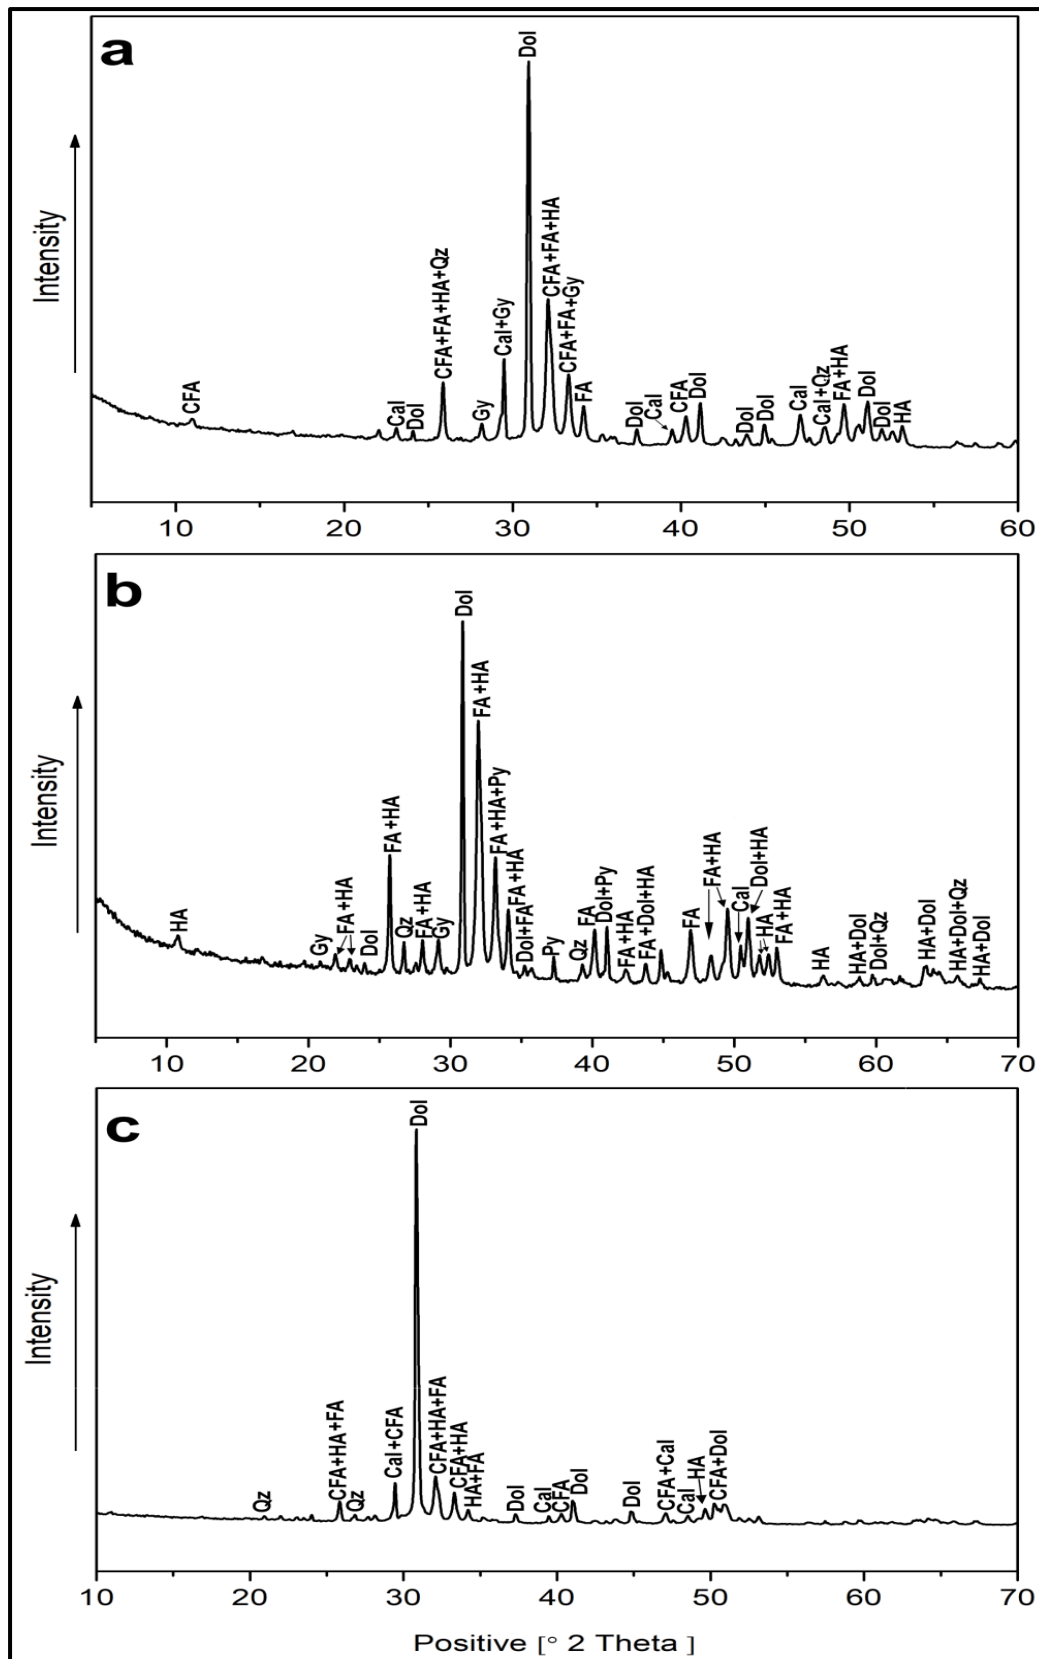 a
Intensity
CFA
Cal
Dol
CFA+FA+HA+Qz
Gy
Cal+Gy
Dol
CFA+FA+HA
CFA+FA+Gy
FA
Dol
Cal
CFA
Dol
Dol
Dol
Cal
Cal+Qz
FA+HA
Dol
Dol
HA
10 20 30 40 50 60
b
Intensity
HA
Gy
FA+HA
Dol
FA+HA
Qz
FA+HA
Gy
Dol
FA+HA
FA+HA+Py
FA+HA
Dol+FA
Py
Qz
FA
Dol+Py
FA+HA
FA+Dol+HA
FA
FA+HA
Cal
Dol+HA
HA
FA+HA
HA
HA+Dol
Dol+Qz
HA+Dol
HA+Dol+Qz
HA+Dol
10 20 30 40 50 60 70
c
Intensity
Qz
CFA+HA+FA
Qz
Cal+CFA
Dol
CFA+HA+FA
CFA+HA
HA+FA
Dol
Cal
CFA
Dol
Dol
CFA+Cal
Cal
HA
CFA+Dol
10 20 30 40 50 60 70
Positive [° 2 Theta ]